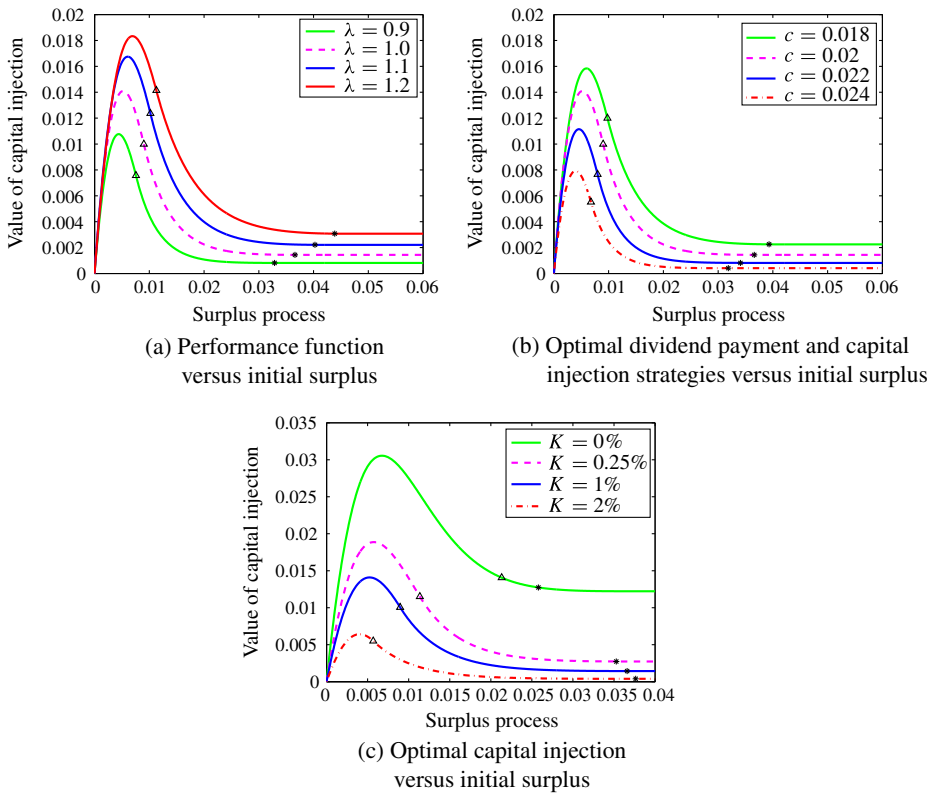 0.02
0.018
0.016
0.014
0.012
0.01
0.008
0.006
0.004
0.002
0
Value of capital injection
λ = 0.9
λ = 1.0
λ = 1.1
λ = 1.2
0 0.01 0.02 0.03 0.04 0.05 0.06
Surplus process
(a) Performance function
versus initial surplus
0.02
0.018
0.016
0.014
0.012
0.01
0.008
0.006
0.004
0.002
0
Value of capital injection
c = 0.018
c = 0.02
c = 0.022
c = 0.024
0 0.01 0.02 0.03 0.04 0.05 0.06
Surplus process
(b) Optimal dividend payment and capital
injection strategies versus initial surplus
0.035
0.03
0.025
0.02
0.015
0.01
0.005
0
Value of capital injection
K = 0%
K = 0.25%
K = 1%
K = 2%
0 0.005 0.01 0.015 0.02 0.025 0.03 0.035 0.04
Surplus process
(c) Optimal capital injection
versus initial surplus